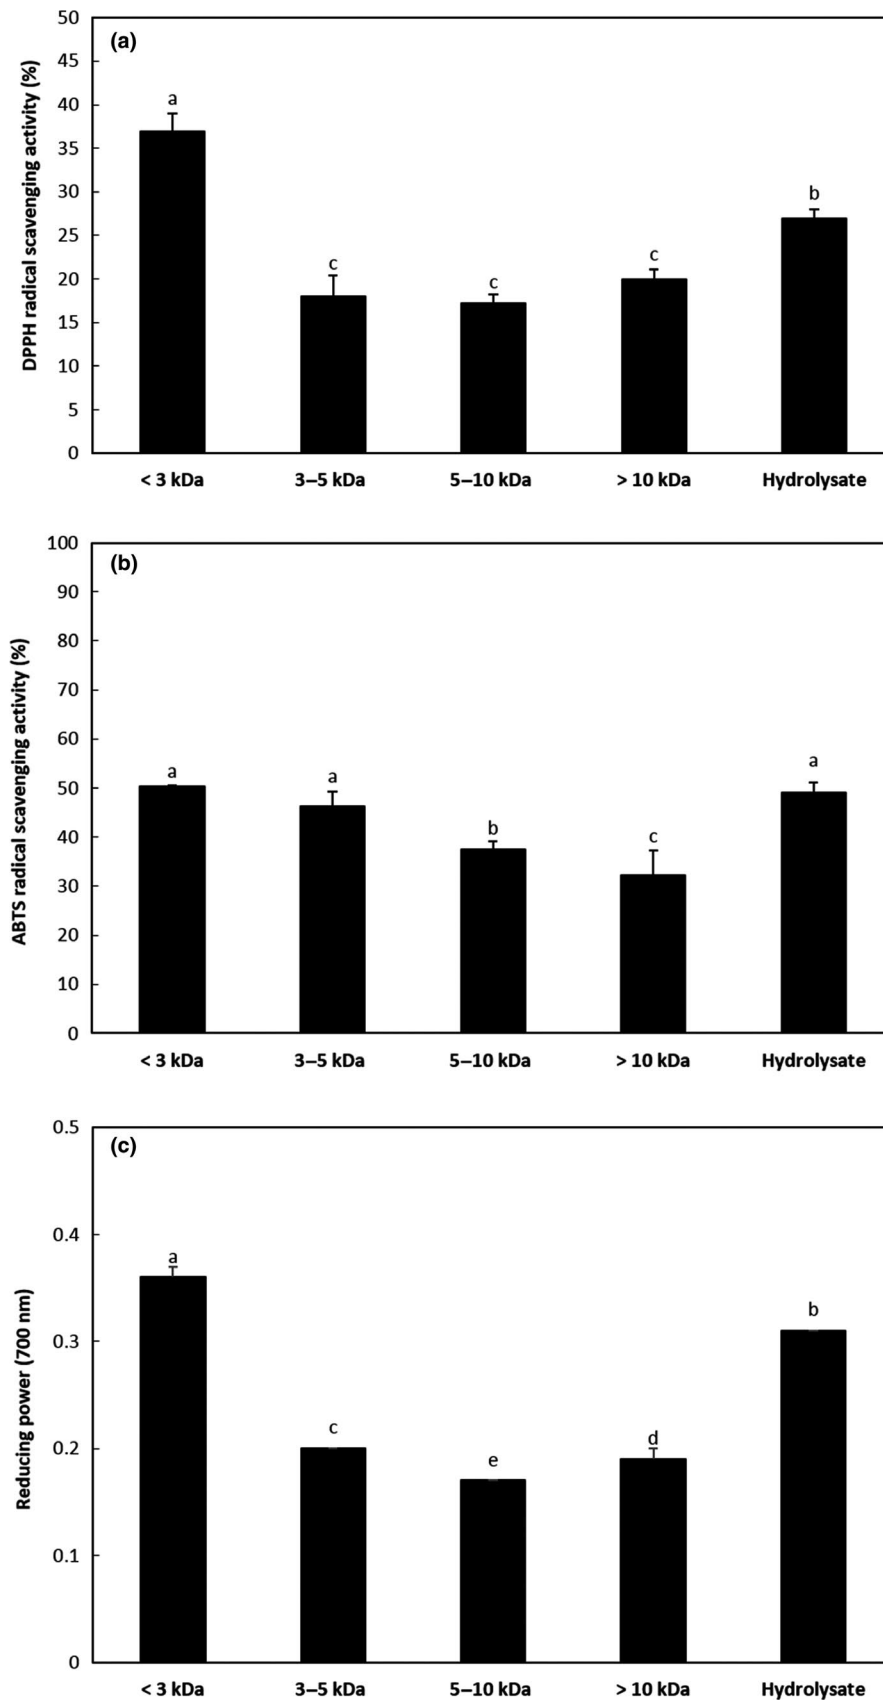 (a)
DPPH radical scavenging activity (%)
50
45
40
35
30
25
20
15
10
5
0
a
c
c
c
b
< 3 kDa 3–5 kDa 5–10 kDa > 10 kDa Hydrolysate
(b)
ABTS radical scavenging activity (%)
100
90
80
70
60
50
40
30
20
10
0
a
a
b
c
a
< 3 kDa 3–5 kDa 5–10 kDa > 10 kDa Hydrolysate
(c)
Reducing power (700 nm)
0.5
0.4
0.3
0.2
0.1
0
a
c
e
d
b
< 3 kDa 3–5 kDa 5–10 kDa > 10 kDa Hydrolysate